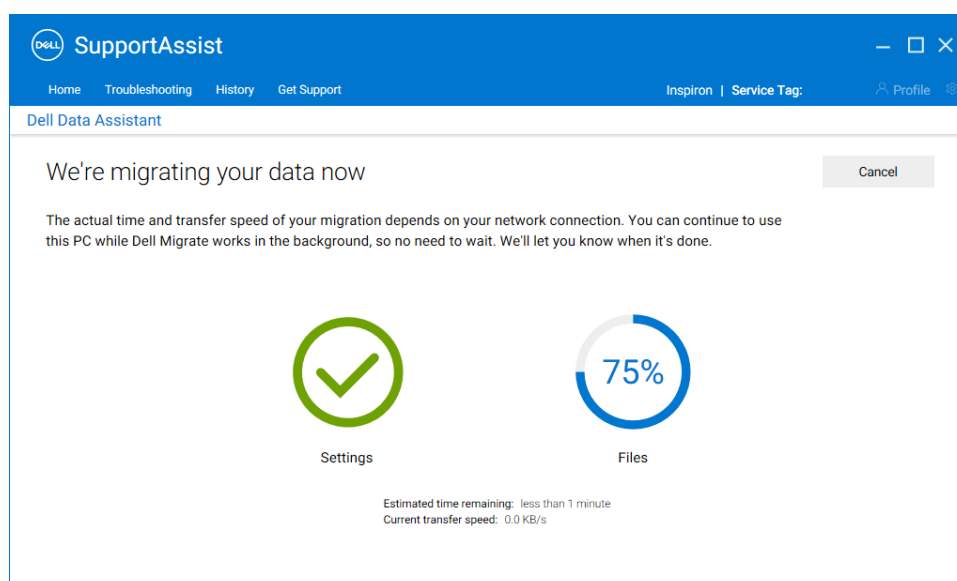 DELL SupportAssist
Home Troubleshooting History Get Support Inspiron | Service Tag: Profile
Dell Data Assistant
We're migrating your data now
Cancel
The actual time and transfer speed of your migration depends on your network connection. You can continue to use
this PC while Dell Migrate works in the background, so no need to wait. We'll let you know when it's done.
75%
Settings
Files
Estimated time remaining: less than 1 minute
Current transfer speed: 0.0 KB/s